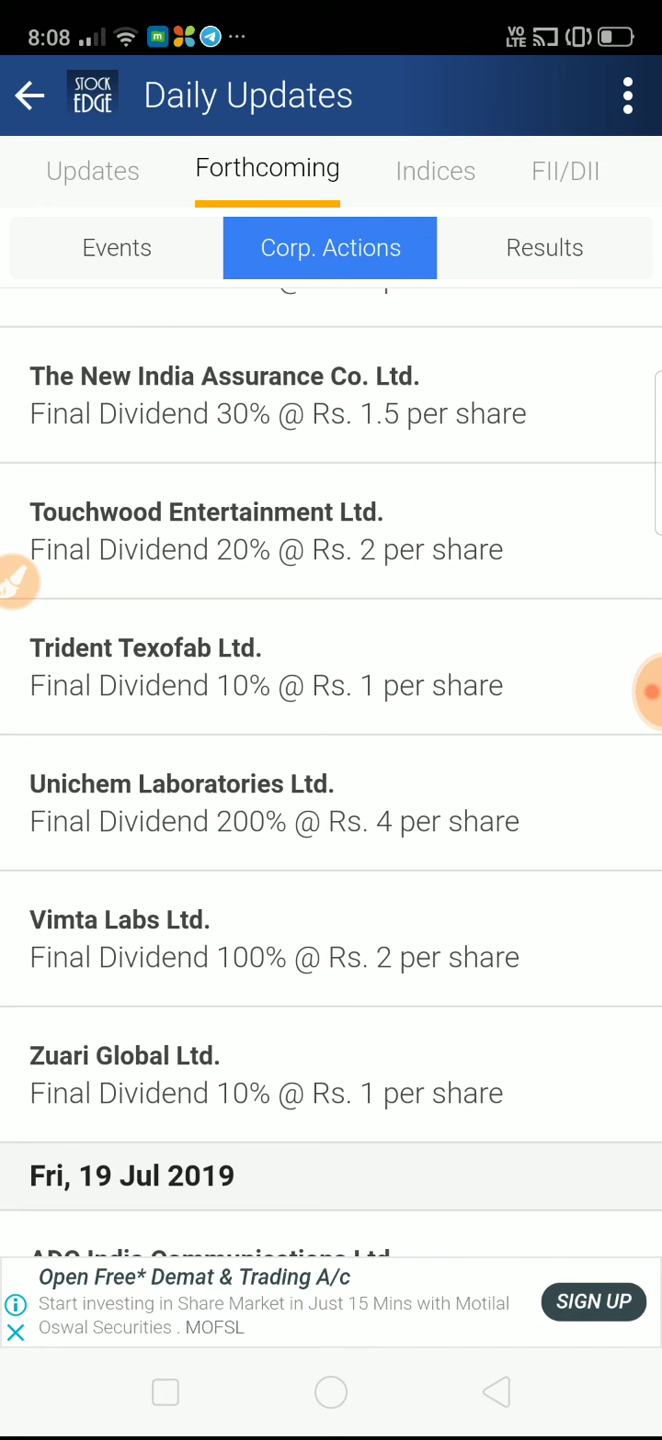 8:08
VO
LTE
STOCK
EDGE
Daily Updates
Updates
Forthcoming
Indices
FII/DII
Events
Corp. Actions
Results
The New India Assurance Co. Ltd.
Final Dividend 30% @ Rs. 1.5 per share
Touchwood Entertainment Ltd.
Final Dividend 20% @ Rs. 2 per share
Trident Texofab Ltd.
Final Dividend 10% @ Rs. 1 per share
Unichem Laboratories Ltd.
Final Dividend 200% @ Rs. 4 per share
Vimta Labs Ltd.
Final Dividend 100% @ Rs. 2 per share
Zuari Global Ltd.
Final Dividend 10% @ Rs. 1 per share
Fri, 19 Jul 2019
India Communications Ltd.
Open Free* Demat & Trading A/c
Start investing in Share Market in Just 15 Mins with Motilal
Oswal Securities . MOFSL
SIGN UP